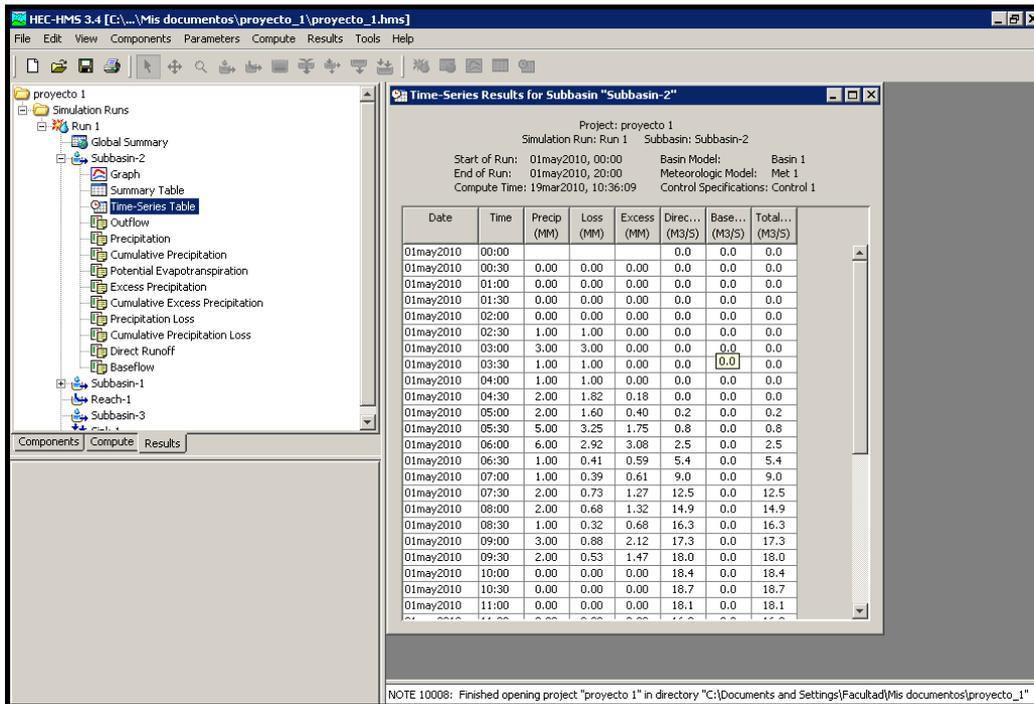 HEC-HMS 3.4 [C:\...\Mis documentos\proyecto_1\proyecto_1.hms]
File Edit View Components Parameters Compute Results Tools Help
proyecto 1
Simulation Runs
Run 1
Global Summary
Subbasin-2
Graph
Summary Table
Time-Series Table
Outflow
Precipitation
Cumulative Precipitation
Potential Evapotranspiration
Excess Precipitation
Cumulative Excess Precipitation
Precipitation Loss
Cumulative Precipitation Loss
Direct Runoff
Baseflow
Subbasin-1
Reach-1
Subbasin-3
Components Compute Results
Time-Series Results for Subbasin "Subbasin-2"
Project: proyecto 1
Simulation Run: Run 1 Subbasin: Subbasin-2
Start of Run: 01may2010, 00:00 Basin Model: Basin 1
End of Run: 01may2010, 20:00 Meteorologic Model: Met 1
Compute Time: 19mar2010, 10:36:09 Control Specifications: Control 1
Date Time Precip Loss Excess Direc... Base... Total...
(MM) (MM) (MM) (M3/S) (M3/S) (M3/S)
01may2010 00:00 0.0 0.0 0.0
01may2010 00:30 0.00 0.00 0.00 0.0 0.0 0.0
01may2010 01:00 0.00 0.00 0.00 0.0 0.0 0.0
01may2010 01:30 0.00 0.00 0.00 0.0 0.0 0.0
01may2010 02:00 0.00 0.00 0.00 0.0 0.0 0.0
01may2010 02:30 1.00 1.00 0.00 0.0 0.0 0.0
01may2010 03:00 3.00 3.00 0.00 0.0 0.0 0.0
01may2010 03:30 1.00 1.00 0.00 0.0 0.0 0.0
01may2010 04:00 1.00 1.00 0.00 0.0 0.0 0.0
01may2010 04:30 2.00 1.82 0.18 0.0 0.0 0.0
01may2010 05:00 2.00 1.60 0.40 0.2 0.0 0.2
01may2010 05:30 5.00 3.25 1.75 0.8 0.0 0.8
01may2010 06:00 6.00 2.92 3.08 2.5 0.0 2.5
01may2010 06:30 1.00 0.41 0.59 5.4 0.0 5.4
01may2010 07:00 1.00 0.39 0.61 9.0 0.0 9.0
01may2010 07:30 2.00 0.73 1.27 12.5 0.0 12.5
01may2010 08:00 2.00 0.68 1.32 14.9 0.0 14.9
01may2010 08:30 1.00 0.32 0.68 16.3 0.0 16.3
01may2010 09:00 3.00 0.88 2.12 17.3 0.0 17.3
01may2010 09:30 2.00 0.53 1.47 18.0 0.0 18.0
01may2010 10:00 0.00 0.00 0.00 18.4 0.0 18.4
01may2010 10:30 0.00 0.00 0.00 18.7 0.0 18.7
01may2010 11:00 0.00 0.00 0.00 18.1 0.0 18.1
NOTE 10008: Finished opening project "proyecto 1" in directory "C:\Documents and Settings\Facultad\Mis documentos\proyecto_1"